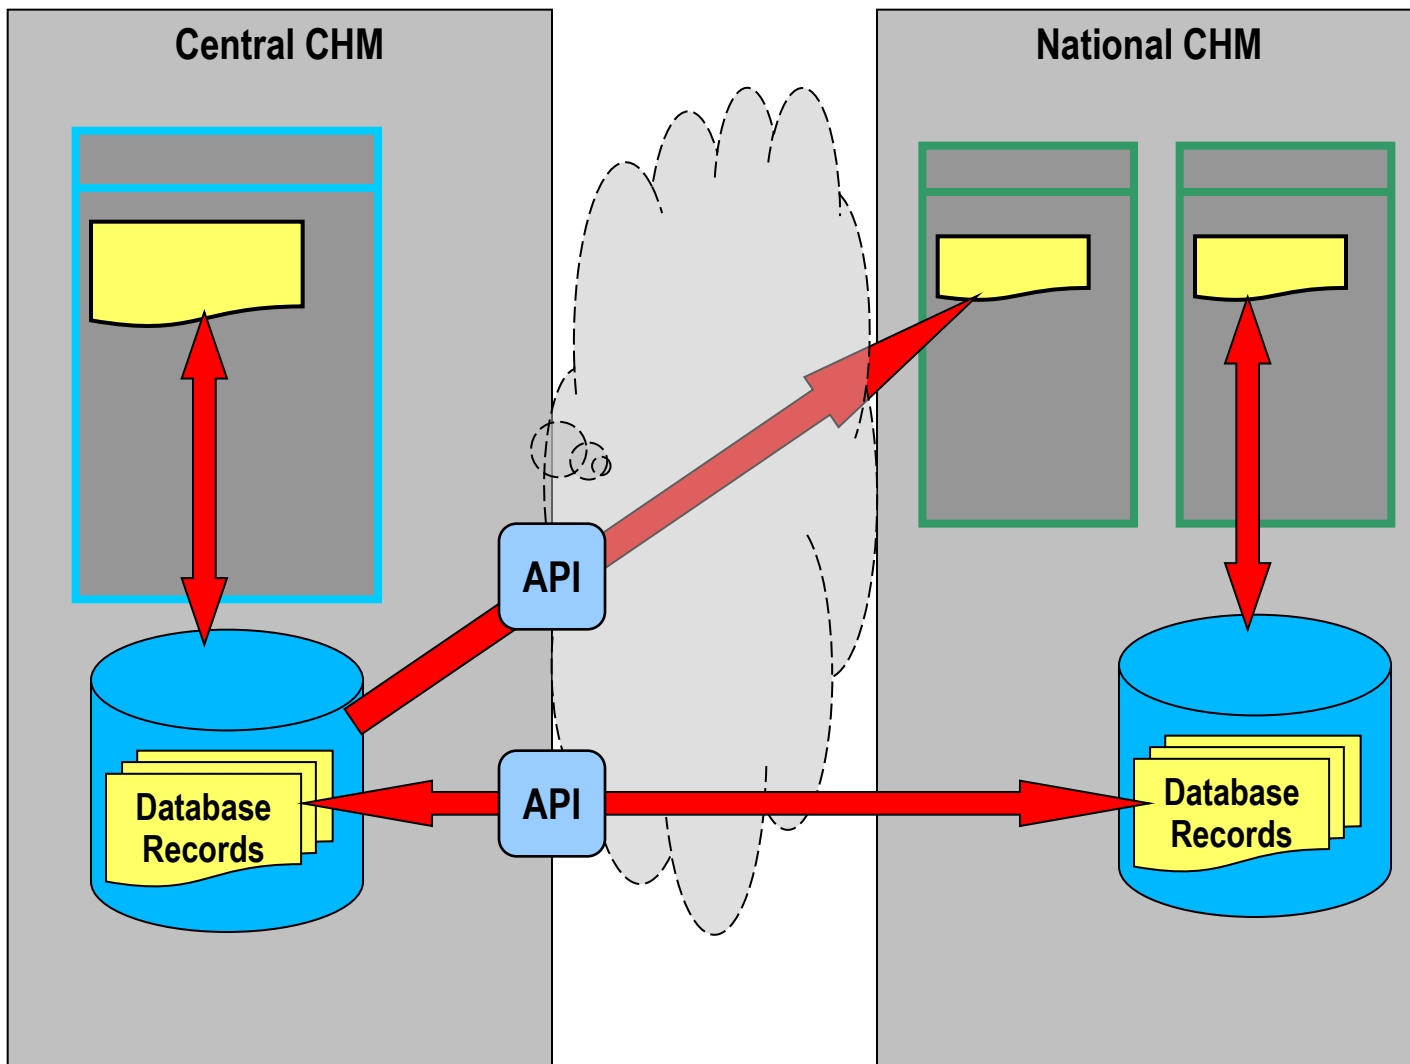 Central CHM
National CHM
API
API
Database
Records
Database
Records